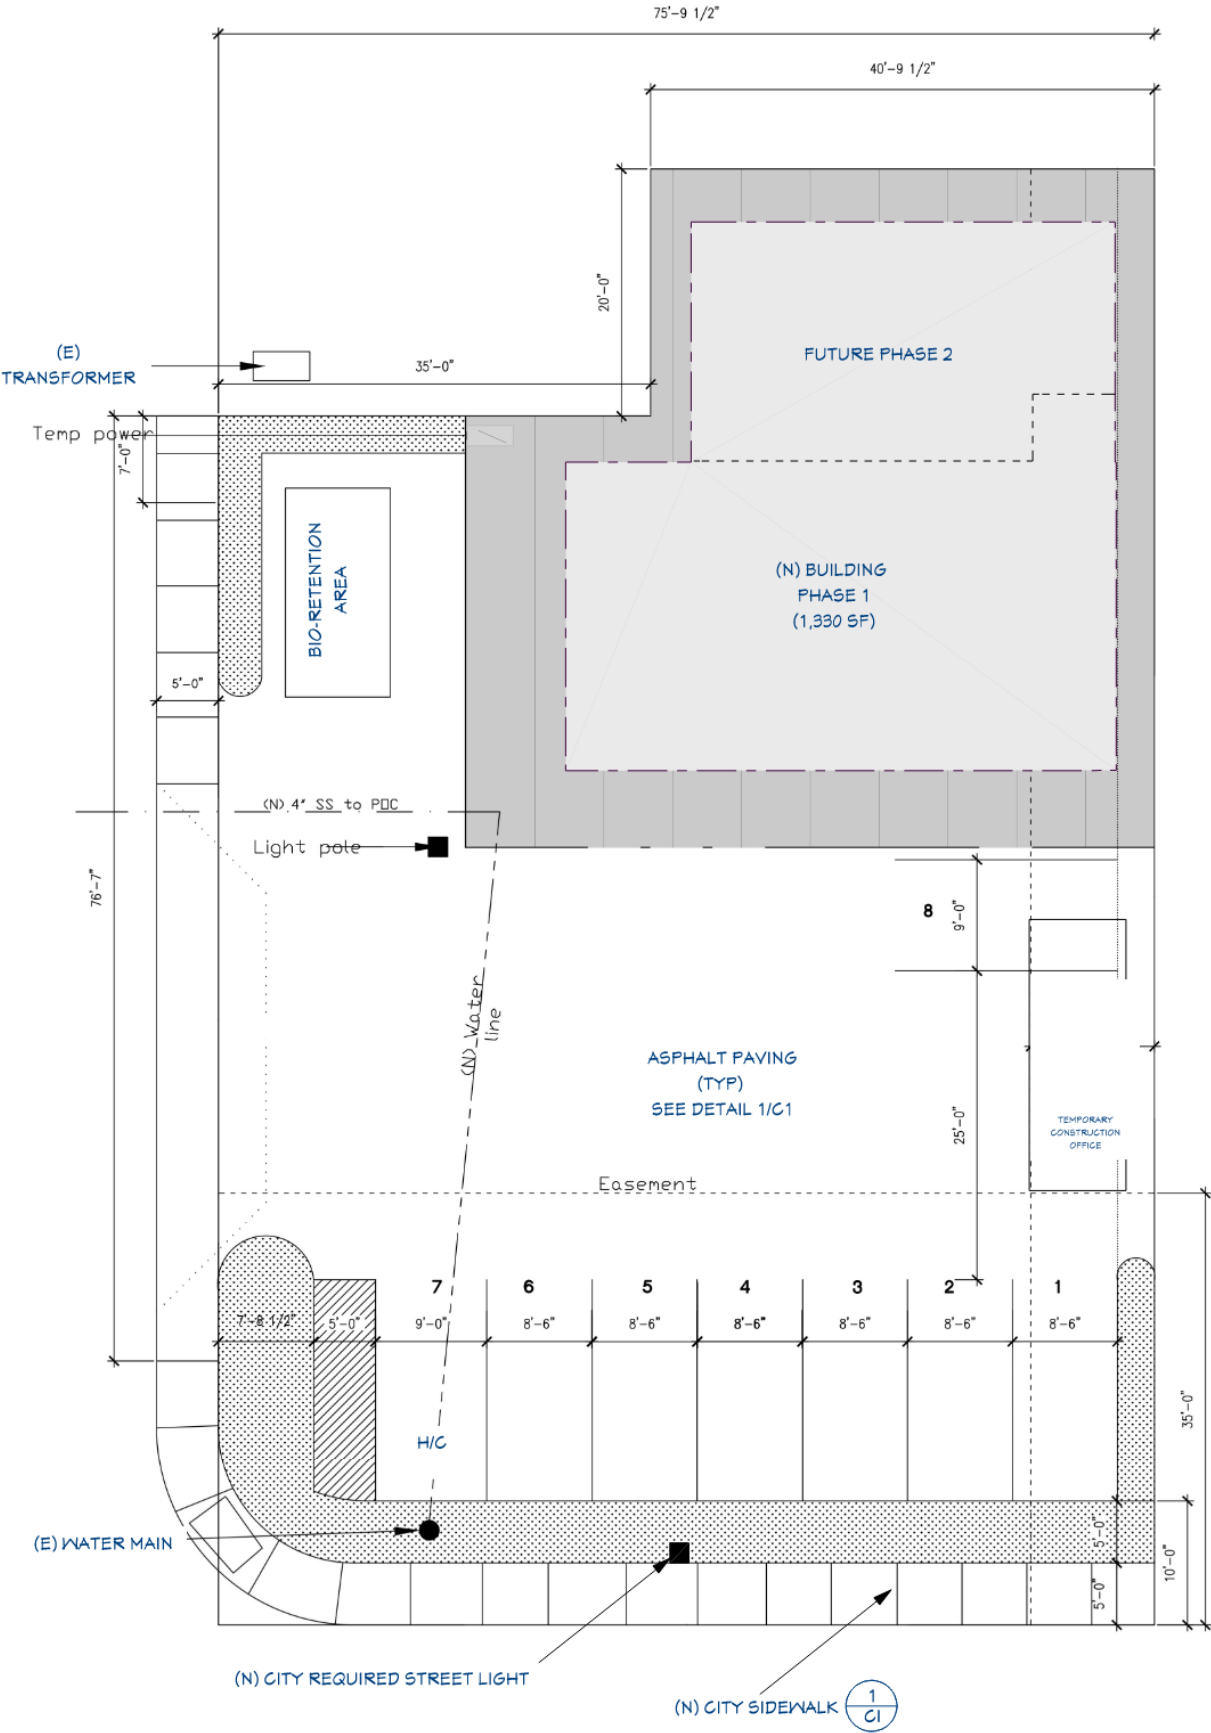 75'-9 1/2"
40'-9 1/2"
20'-0"
(E)
TRANSFORMER
35'-0"
FUTURE PHASE 2
Temp power
7'-0"
BIO-RETENTION
AREA
(N) BUILDING
PHASE 1
(1,330 SF)
5'-0"
(N) 4" SS to POC
Light pole
76'-7"
8
9'-0"
(N) Water
line
ASPHALT PAVING
(TYP)
SEE DETAIL 1/C1
25'-0"
TEMPORARY
CONSTRUCTION
OFFICE
Easement
7
6
5
4
3
2
1
7'-8 1/2"
5'-0"
9'-0"
8'-6"
8'-6"
8'-6"
8'-6"
8'-6"
8'-6"
35'-0"
H/C
(E) WATER MAIN
5'-0"
10'-0"
5'-0"
(N) CITY REQUIRED STREET LIGHT
(N) CITY SIDEWALK
1
C1